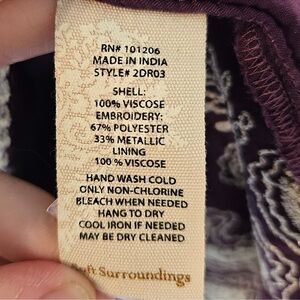 RN# 101206
MADE IN INDIA
STYLE# 2DR03
SHELL:
100% VISCOSE
EMBROIDERY:
67% POLYESTER
33% METALLIC
LINING
100 % VISCOSE
HAND WASH COLD
ONLY NON-CHLORINE
BLEACH WHEN NEEDED
HANG TO DRY
COOL IRON IF NEEDED
MAY BE DRY CLEANED
Soft Surroundings